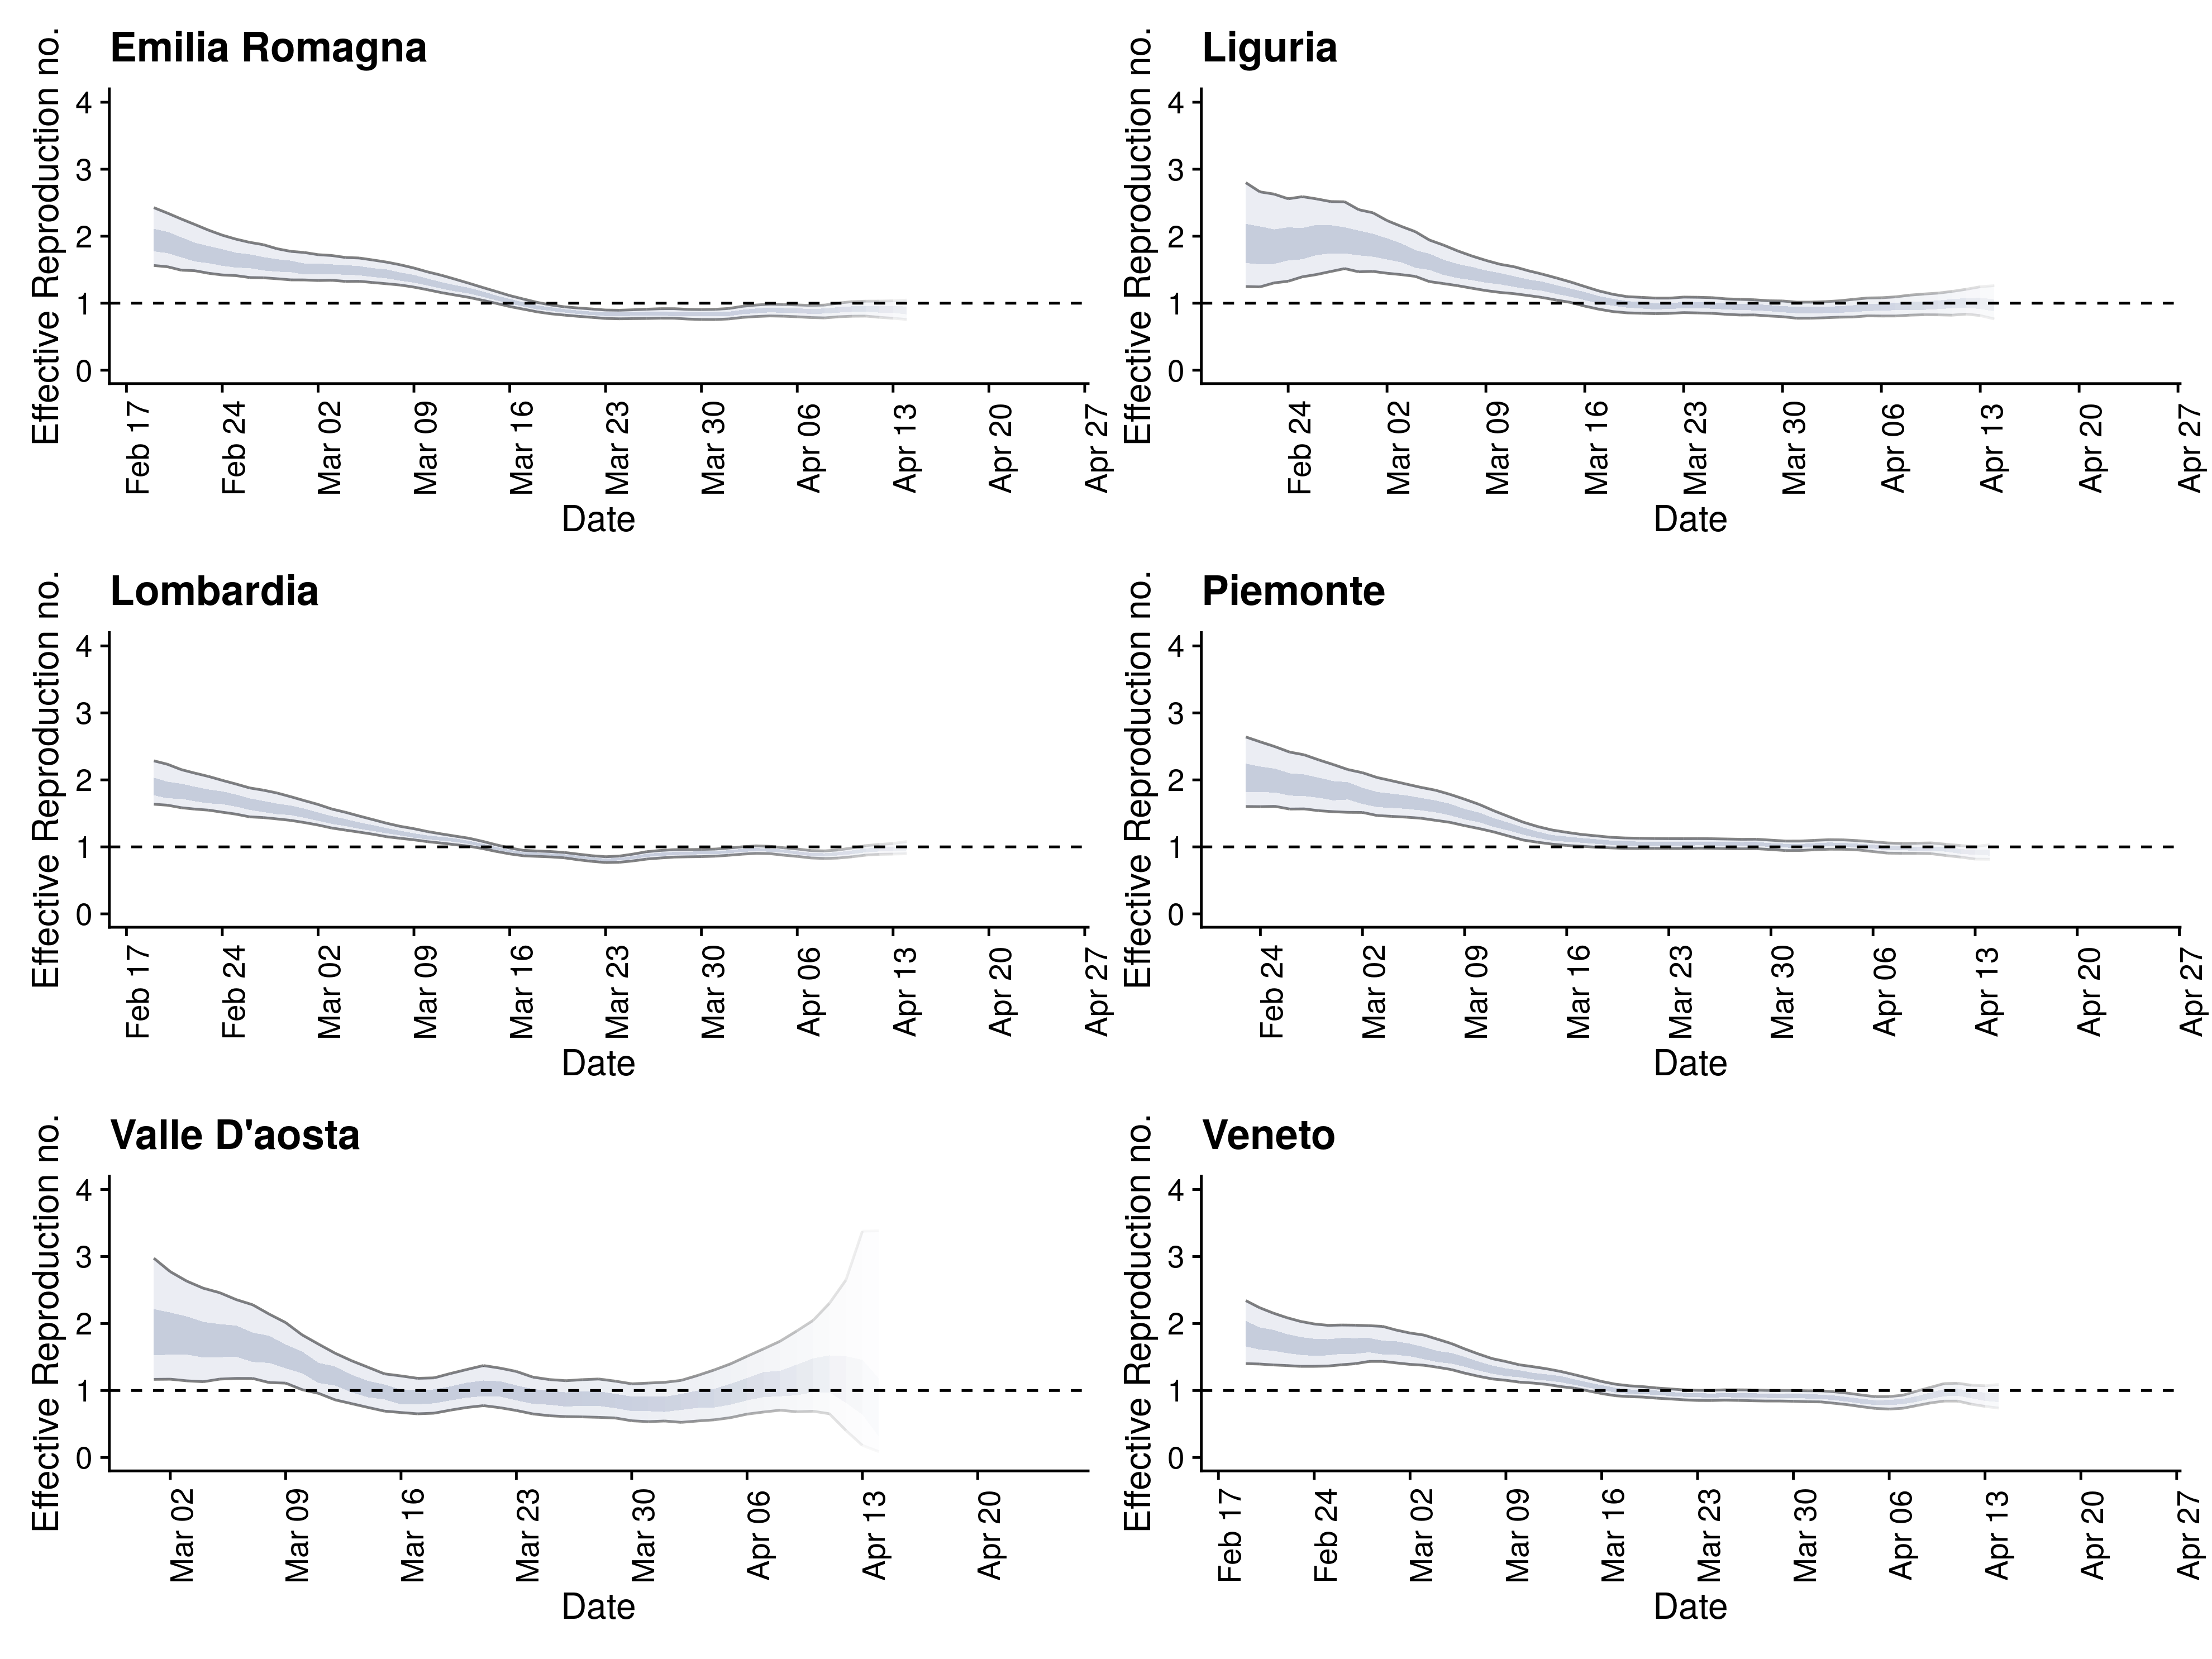 Emilia Romagna
Effective Reproduction no.
4
3
2
1
0
Feb 17
Feb 24
Mar 02
Mar 09
Mar 16
Mar 23
Mar 30
Apr 06
Apr 13
Apr 20
Apr 27
Date
Liguria
Effective Reproduction no.
4
3
2
1
0
Feb 24
Mar 02
Mar 09
Mar 16
Mar 23
Mar 30
Apr 06
Apr 13
Apr 20
Apr 27
Date
Lombardia
Effective Reproduction no.
4
3
2
1
0
Feb 17
Feb 24
Mar 02
Mar 09
Mar 16
Mar 23
Mar 30
Apr 06
Apr 13
Apr 20
Apr 27
Date
Piemonte
Effective Reproduction no.
4
3
2
1
0
Feb 24
Mar 02
Mar 09
Mar 16
Mar 23
Mar 30
Apr 06
Apr 13
Apr 20
Apr 27
Date
Valle D'aosta
Effective Reproduction no.
4
3
2
1
0
Mar 02
Mar 09
Mar 16
Mar 23
Mar 30
Apr 06
Apr 13
Apr 20
Date
Veneto
Effective Reproduction no.
4
3
2
1
0
Feb 17
Feb 24
Mar 02
Mar 09
Mar 16
Mar 23
Mar 30
Apr 06
Apr 13
Apr 20
Apr 27
Date